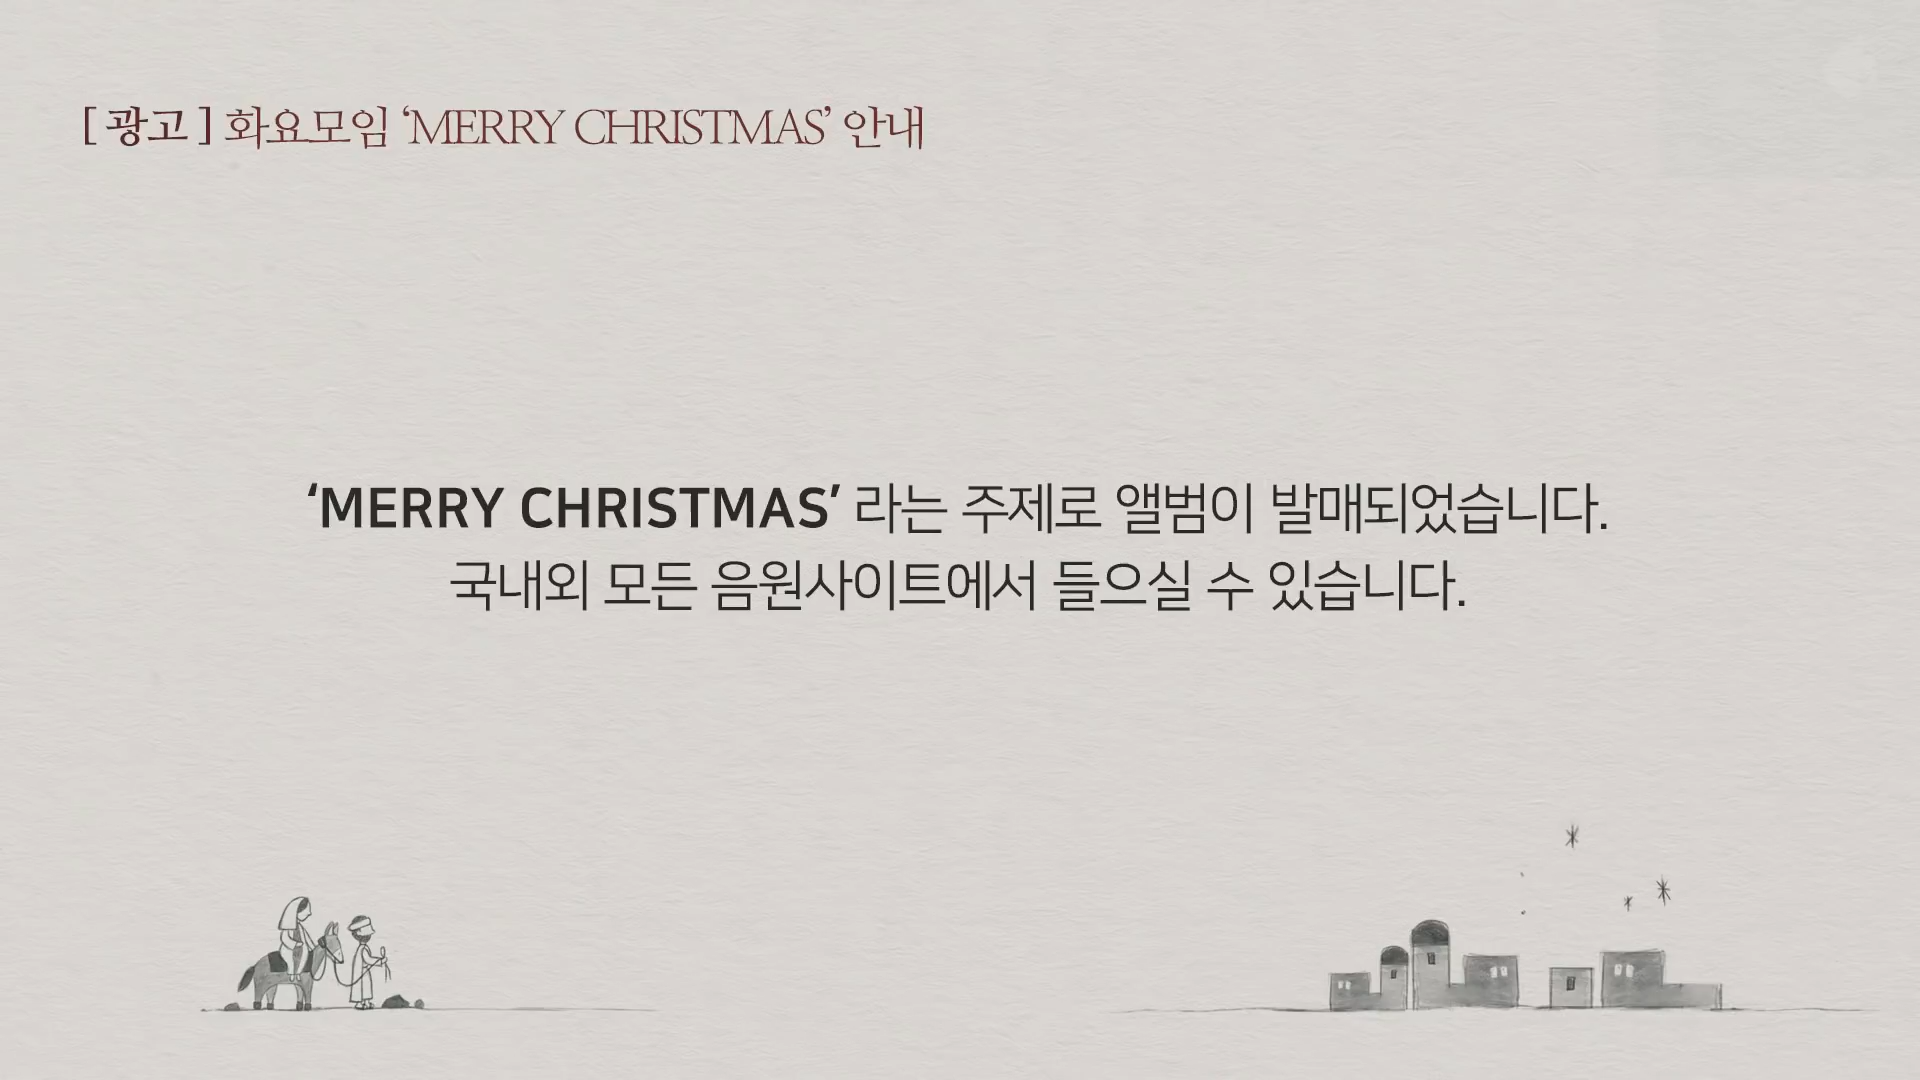 [ 광고 ] 화요모임 ‘MERRY CHRISTMAS’ 안내
‘MERRY CHRISTMAS’ 라는 주제로 앨범이 발매되었습니다.
국내외 모든 음원사이트에서 들으실 수 있습니다.